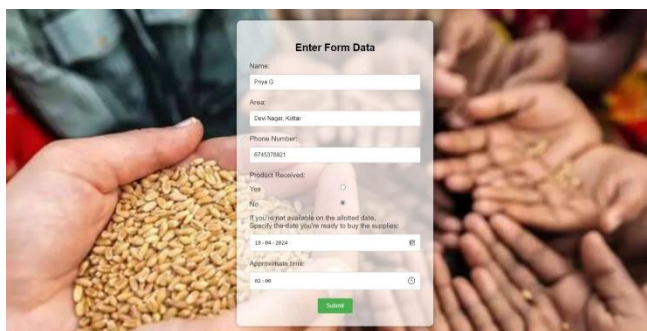 Enter Form Data
Name:
Priya G
Area:
Devi Nagar, Kottar
Phone Number:
6745378921
Product Received:
Yes
No
If you're not available on the allotted date,
Specify the date you're ready to buy the supplies:
18-04-2024
Approximate time:
02:00
Submit